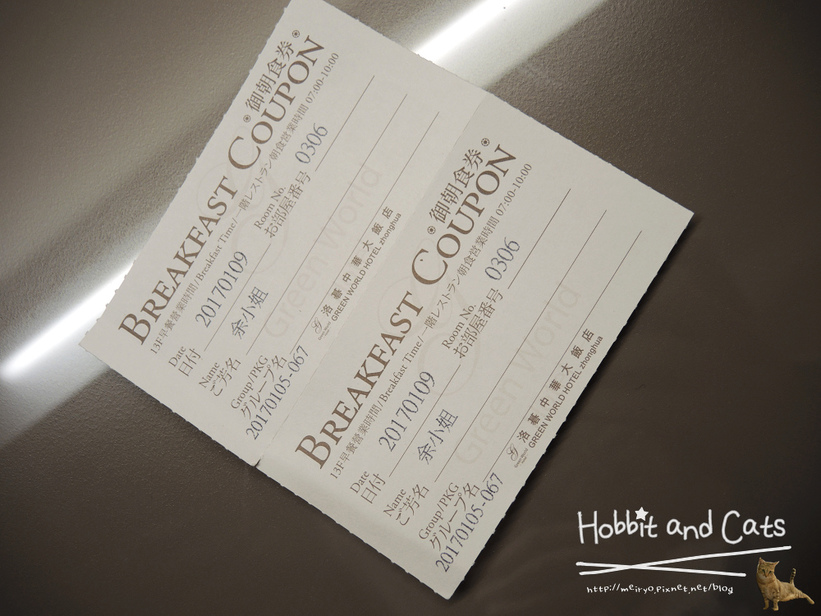 ◉御朝食券◉
BREAKFAST COUPON
13F早餐營業時間/Breakfast Time/一階レストラン朝食営業時間 07:00-10:00
Date
日付
20170109
Room No.
お部屋番号
0306
Name
ご芳名
余小姐
Group/PKG
グループ名
20170105-067
Green World
洛碁中華大飯店
GREEN WORLD HOTEL zhonghua
◉御朝食券◉
BREAKFAST COUPON
13F早餐營業時間/Breakfast Time/一階レストラン朝食営業時間 07:00-10:00
Date
日付
20170109
Room No.
お部屋番号
0306
Name
ご芳名
余小姐
Group/PKG
グループ名
20170105-067
Green World
洛碁中華大飯店
GREEN WORLD HOTEL zhonghua
Hobbit and Cats
http://meiryo.pixnet.net/blog